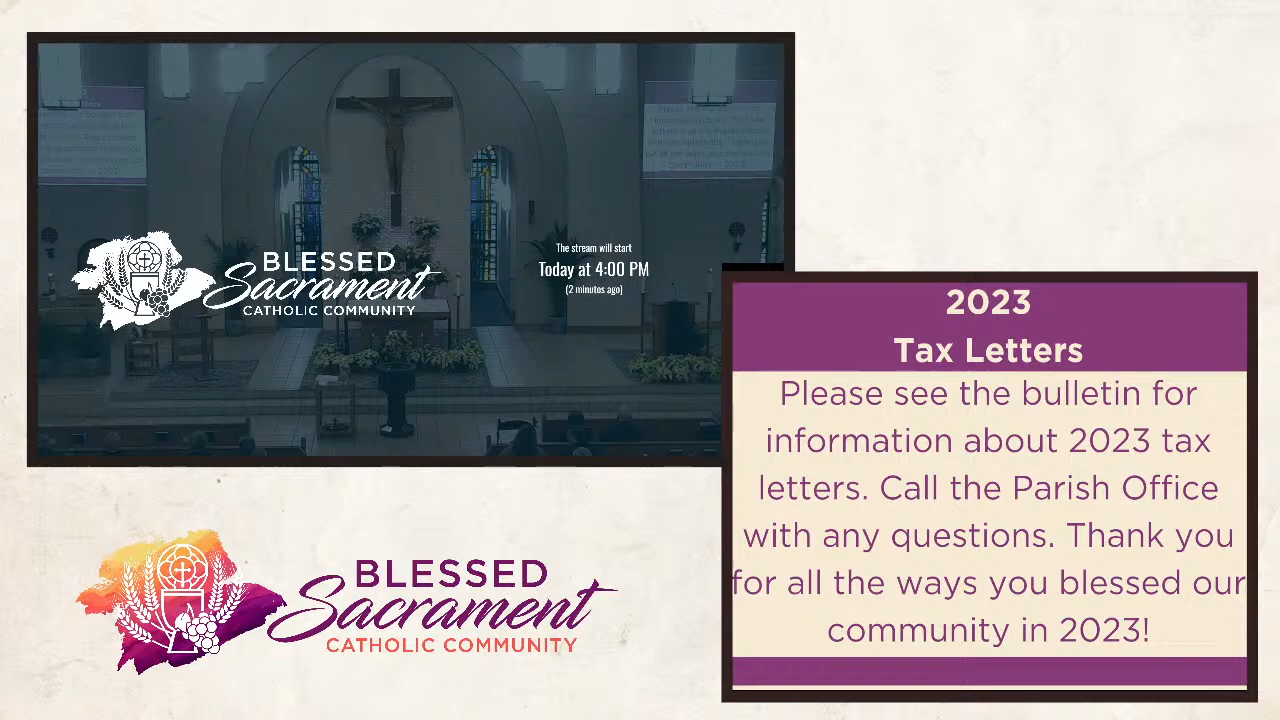 BLESSED
Sacrament
CATHOLIC COMMUNITY
The stream will start
Today at 4:00 PM
(2 minutes ago)
2023
Tax Letters
Please see the bulletin for
information about 2023 tax
letters. Call the Parish Office
with any questions. Thank you
for all the ways you blessed our
community in 2023!
BLESSED
Sacrament
CATHOLIC COMMUNITY